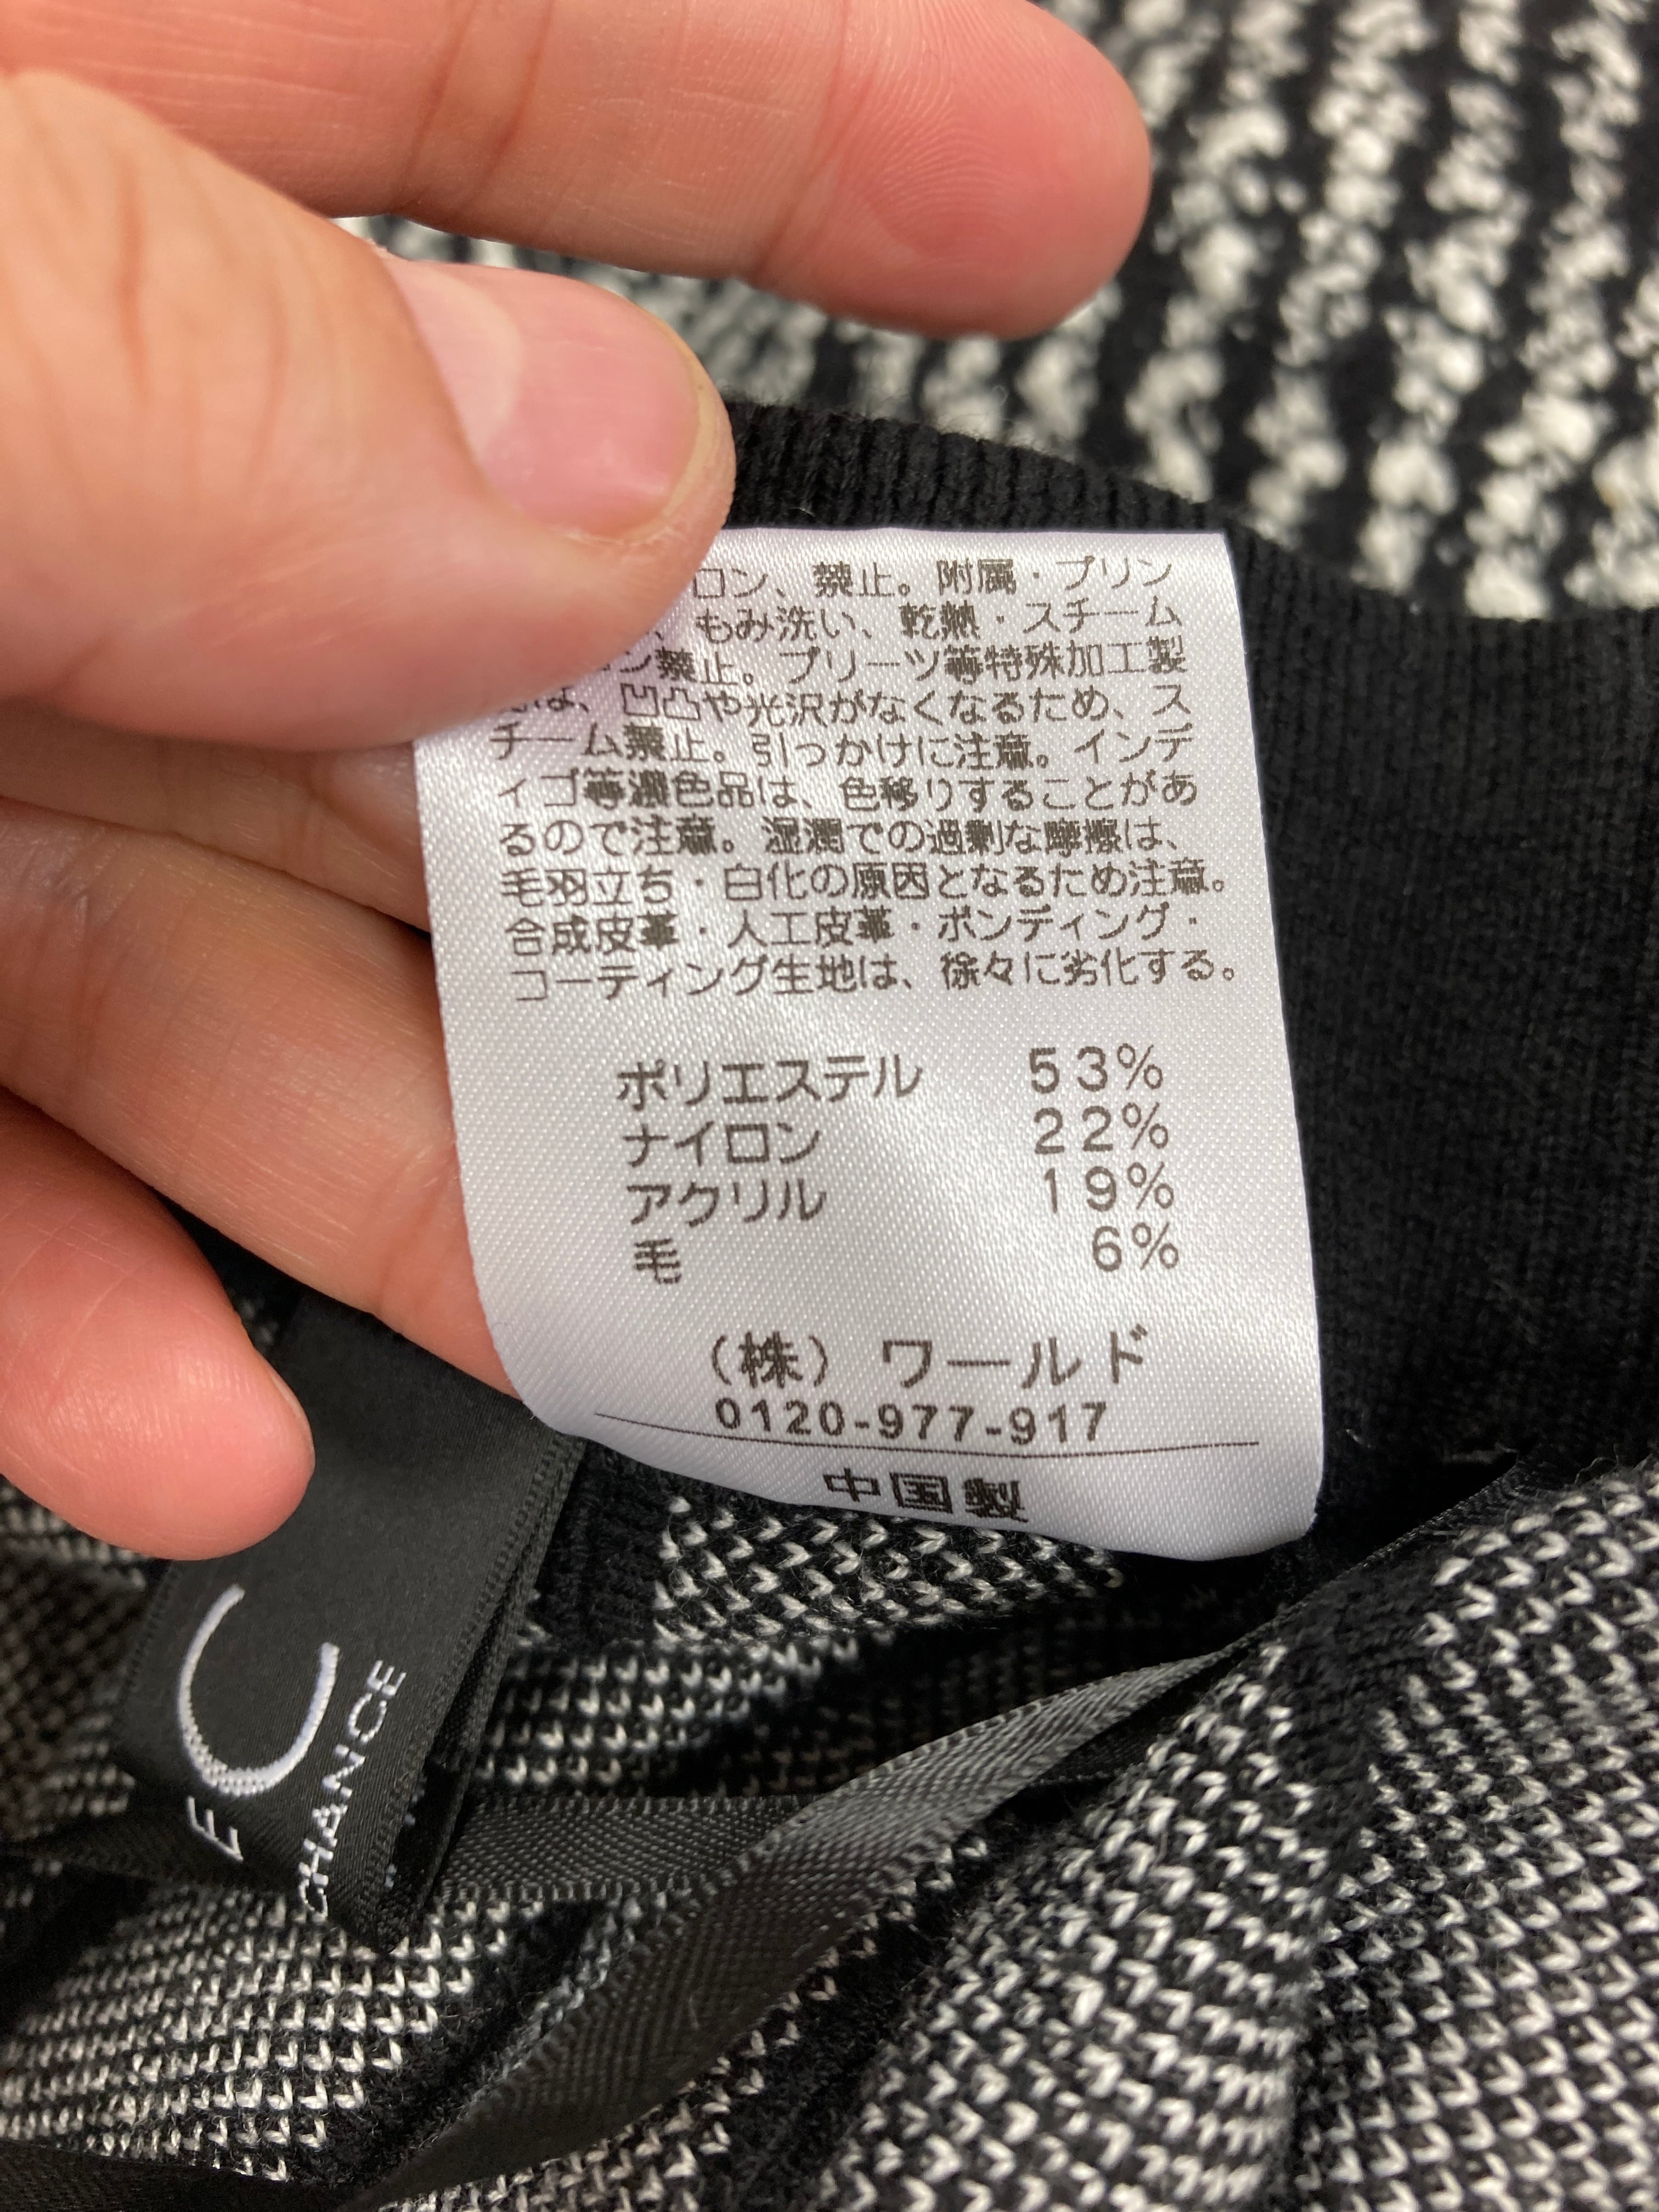 ロン、禁止。附属・プリン
、もみ洗い、乾熱・スチーム
ン禁止。プリーツ等特殊加工製
は、凹凸や光沢がなくなるため、ス
チーム禁止。引っかけに注意。インデ
ィゴ等濃色品は、色移りすることがあ
るので注意。湿潤での過剰な摩擦は、
毛羽立ち・白化の原因となるため注意。
合成皮革・人工皮革・ボンディング・
コーティング生地は、徐々に劣化する。
ポリエステル 53%
ナイロン 22%
アクリル 19%
毛 6%
(株) ワールド
0120-977-917
中国製
C
CHANCE